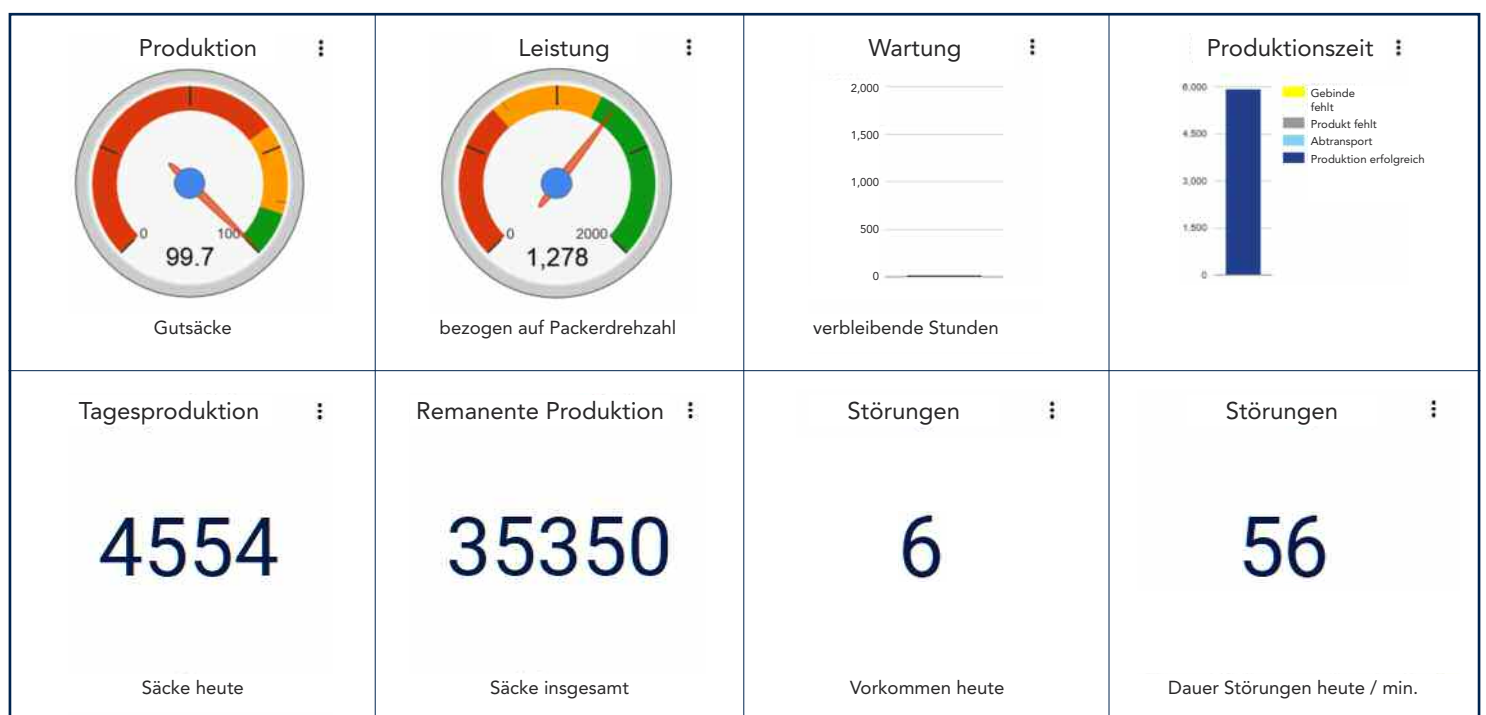 Produktion
0
100
99.7
Gutsäcke
Leistung
0
2000
1,278
bezogen auf Packerdrehzahl
Wartung
2,000
1,500
1,000
500
0
verbleibende Stunden
Produktionszeit
6,000
4,500
3,000
1,500
0
Gebinde
fehlt
Produkt fehlt
Abtransport
Produktion erfolgreich
Tagesproduktion
4554
Säcke heute
Remanente Produktion
35350
Säcke insgesamt
Störungen
6
Vorkommen heute
Störungen
56
Dauer Störungen heute / min.